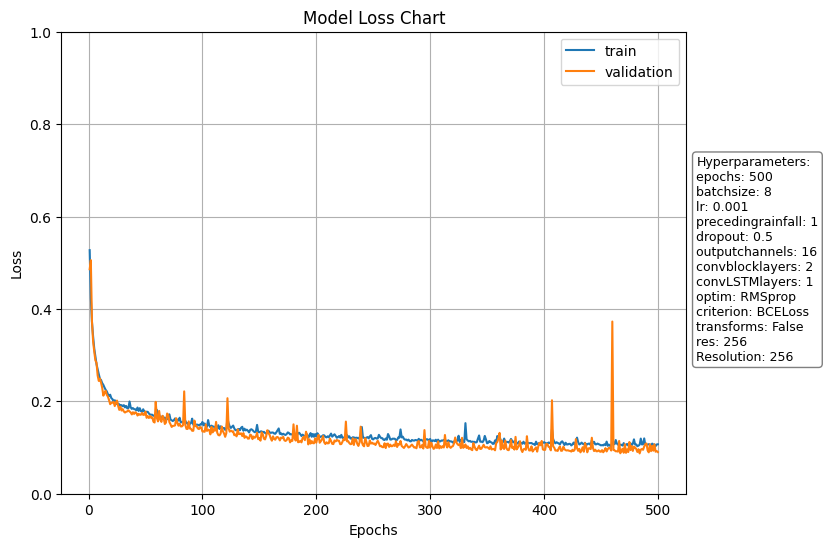 Model Loss Chart
1.0
0.8
0.6
0.4
0.2
0.0
Loss
0
100
200
300
400
500
Epochs
train
validation
Hyperparameters:
epochs: 500
batchsize: 8
lr: 0.001
precedingrainfall: 1
dropout: 0.5
outputchannels: 16
convblocklayers: 2
convLSTMlayers: 1
optim: RMSprop
criterion: BCELoss
transforms: False
res: 256
Resolution: 256